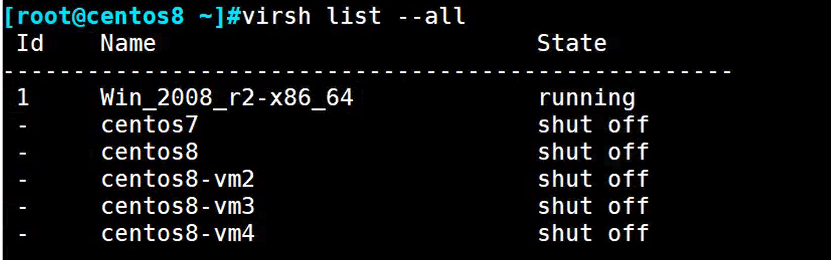 [root@centos8 ~]#virsh list --all
 Id    Name                           State
----------------------------------------------------
 1     Win_2008_r2-x86_64             running
 -     centos7                        shut off
 -     centos8                        shut off
 -     centos8-vm2                    shut off
 -     centos8-vm3                    shut off
 -     centos8-vm4                    shut off